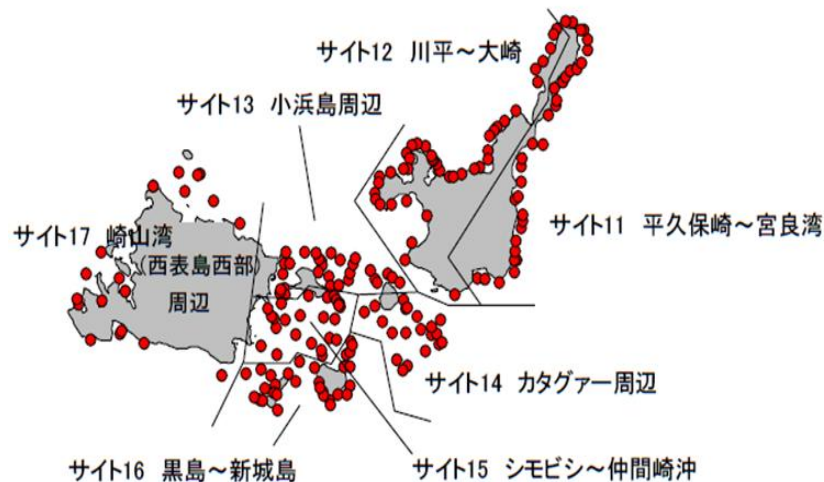 サイト12 川平～大崎
サイト13 小浜島周辺
サイト11 平久保崎～宮良湾
サイト17 崎山湾
(西表島西部)
周辺
サイト14 カタグァー周辺
サイト16 黒島～新城島
サイト15 シモビシ～仲間崎沖